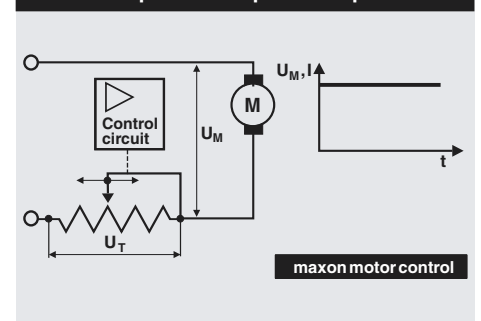 U_M, I
M
Control
circuit
U_M
t
U_T
maxon motor control